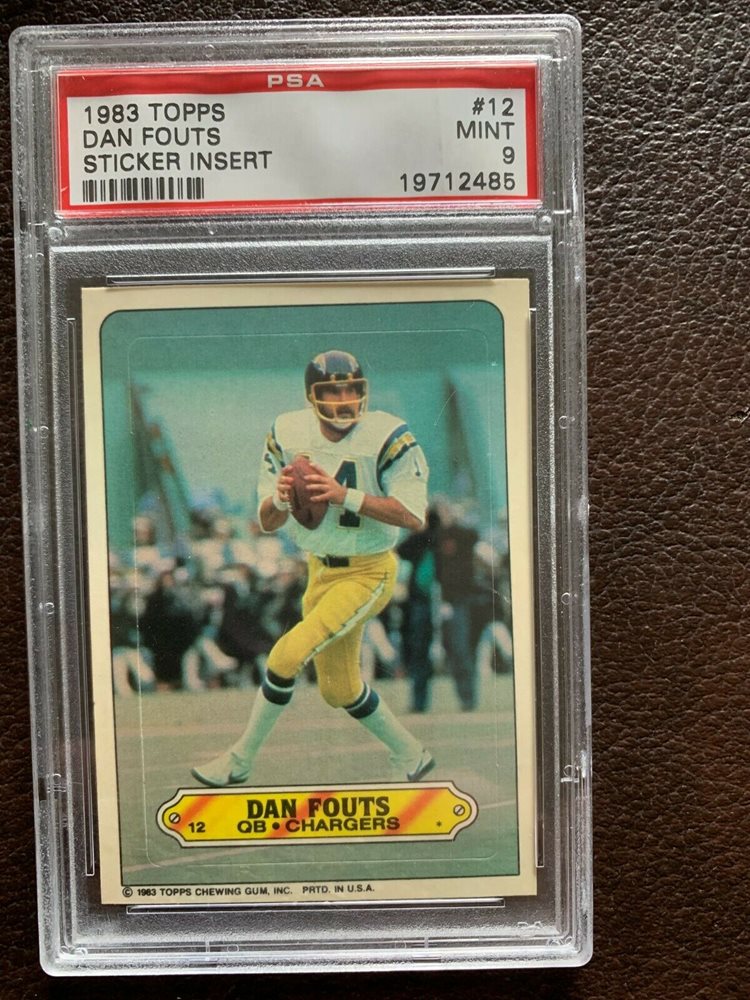 PSA
1983 TOPPS #12
DAN FOUTS MINT
STICKER INSERT 9
19712485
14
DAN FOUTS
12 QB • CHARGERS *
© 1983 TOPPS CHEWING GUM, INC. PRTD. IN U.S.A.